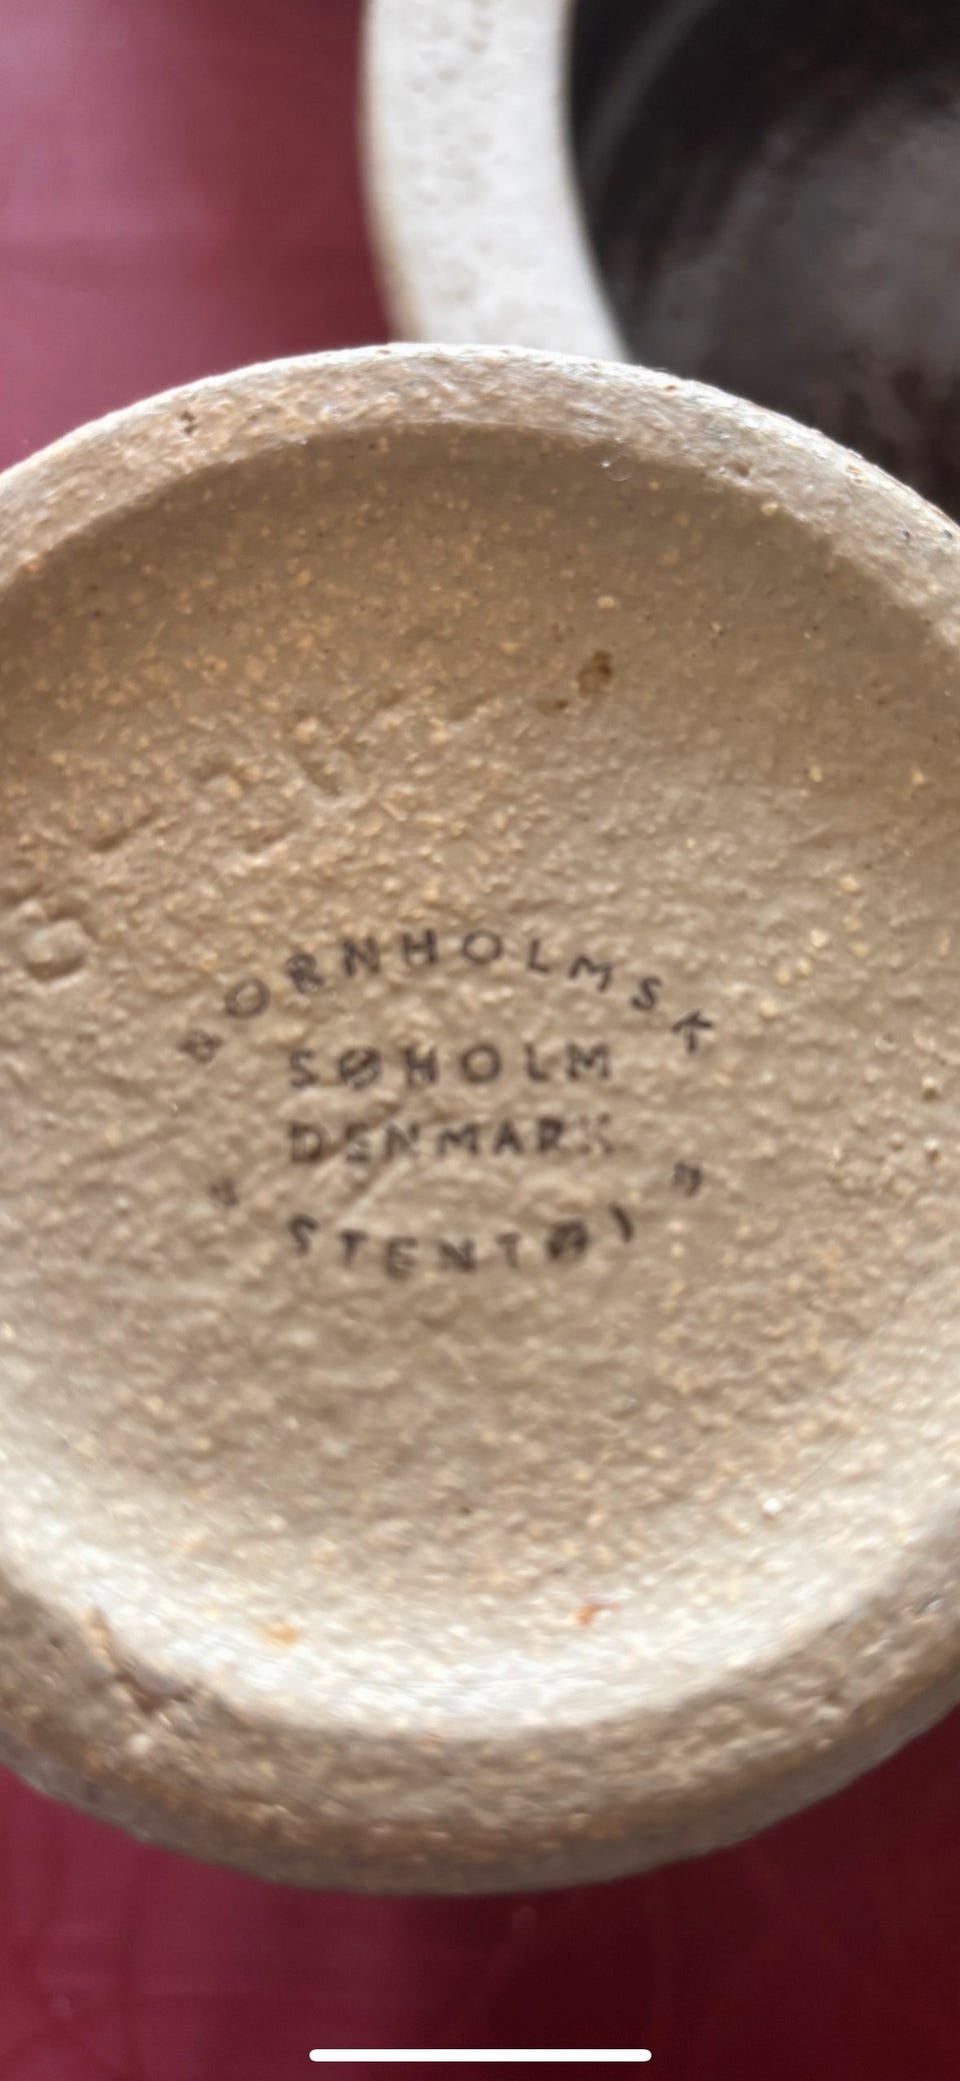 BORNHOLMSK
SØHOLM
DENMARK
" STENTØJ "